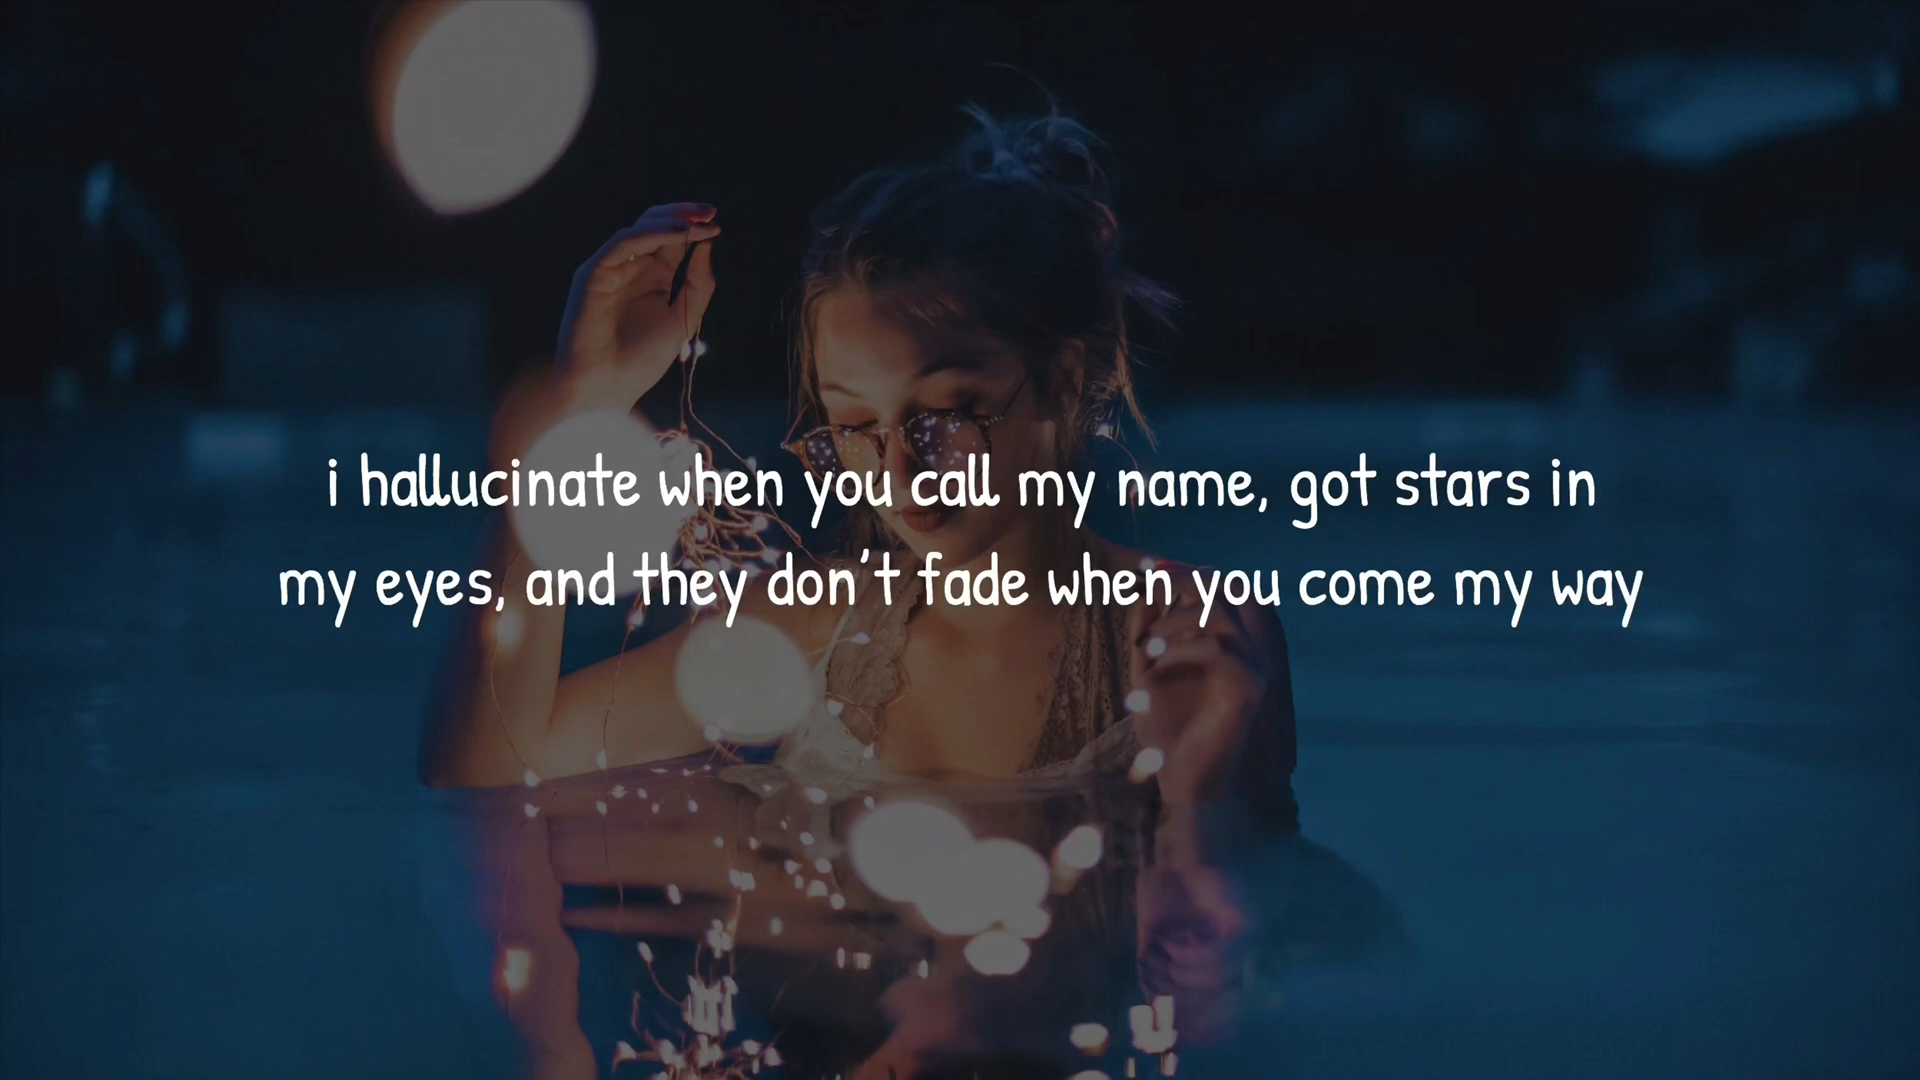 i hallucinate when you call my name, got stars in
my eyes, and they don't fade when you come my way